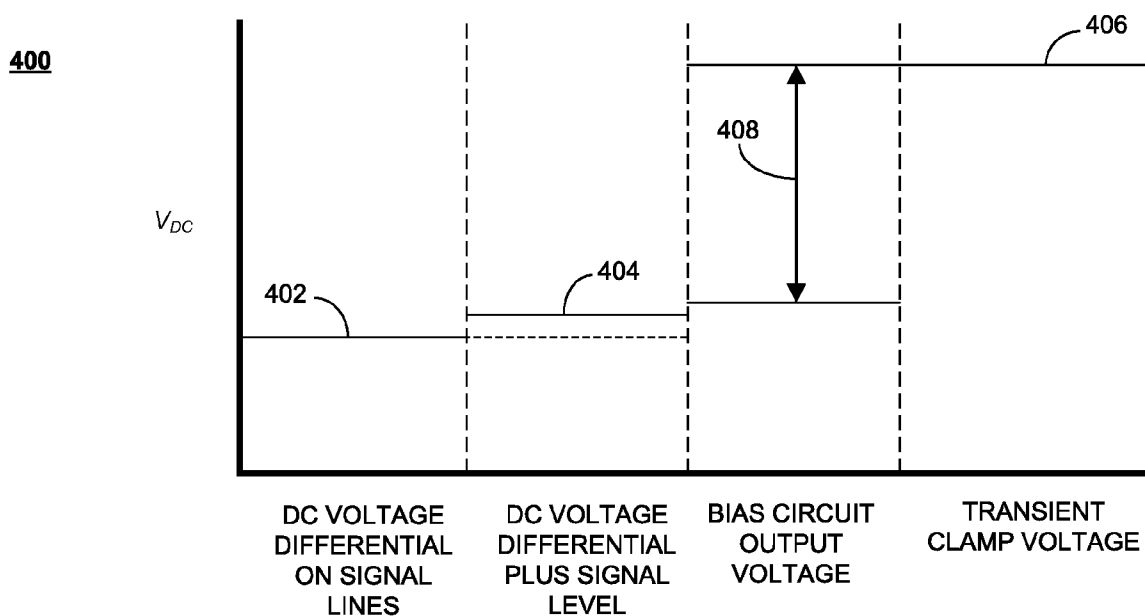 400
406
408
V_DC
404
402
DC VOLTAGE
DIFFERENTIAL
ON SIGNAL
LINES
DC VOLTAGE
DIFFERENTIAL
PLUS SIGNAL
LEVEL
BIAS CIRCUIT
OUTPUT
VOLTAGE
TRANSIENT
CLAMP VOLTAGE